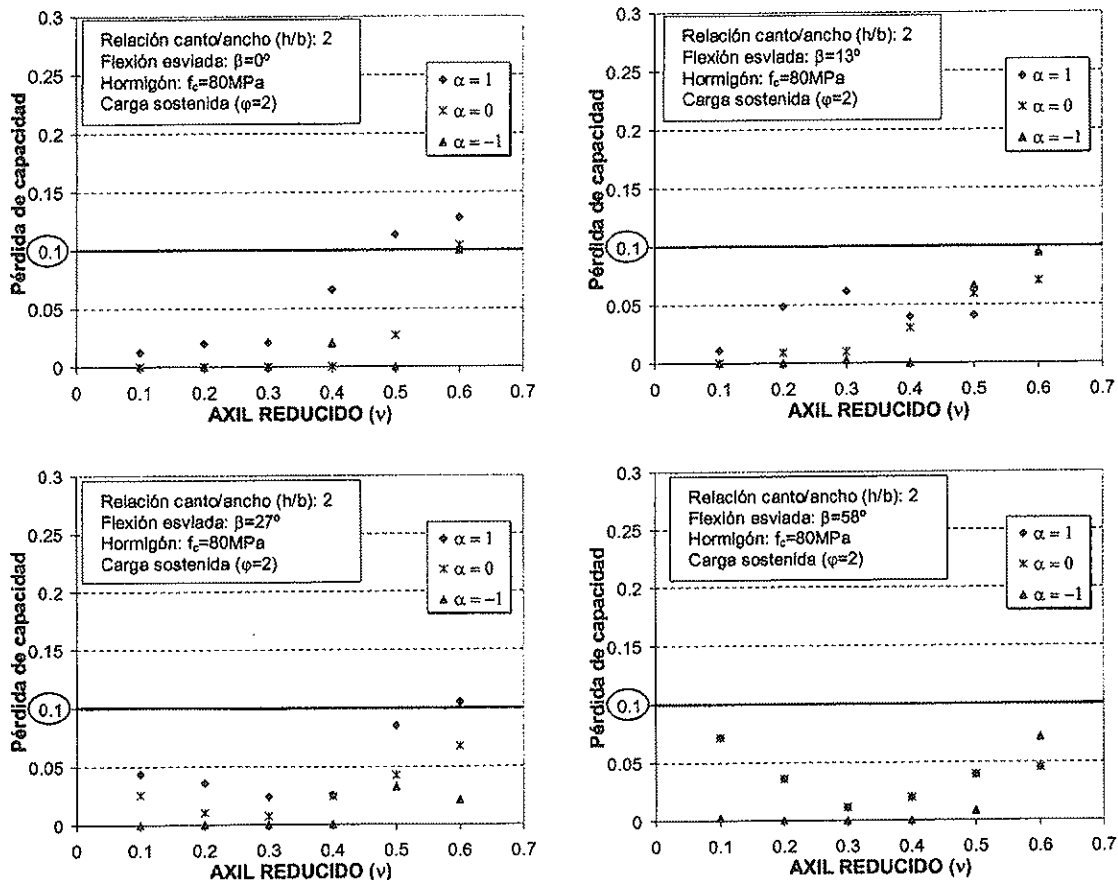 Pérdida de capacidad
0.3
0.25
0.2
0.15
0.1
0.05
0
Relación canto/ancho (h/b): 2
Flexión esviada: β=0º
Hormigón: fc=80MPa
Carga sostenida (φ=2)
α = 1
α = 0
α = −1
0 0.1 0.2 0.3 0.4 0.5 0.6 0.7
AXIL REDUCIDO (ν)
Pérdida de capacidad
0.3
0.25
0.2
0.15
0.1
0.05
0
Relación canto/ancho (h/b): 2
Flexión esviada: β=13º
Hormigón: fc=80MPa
Carga sostenida (φ=2)
α = 1
α = 0
α = −1
0 0.1 0.2 0.3 0.4 0.5 0.6 0.7
AXIL REDUCIDO (ν)
Pérdida de capacidad
0.3
0.25
0.2
0.15
0.1
0.05
0
Relación canto/ancho (h/b): 2
Flexión esviada: β=27º
Hormigón: fc=80MPa
Carga sostenida (φ=2)
α = 1
α = 0
α = −1
0 0.1 0.2 0.3 0.4 0.5 0.6 0.7
AXIL REDUCIDO (ν)
Pérdida de capacidad
0.3
0.25
0.2
0.15
0.1
0.05
0
Relación canto/ancho (h/b): 2
Flexión esviada: β=58º
Hormigón: fc=80MPa
Carga sostenida (φ=2)
α = 1
α = 0
α = −1
0 0.1 0.2 0.3 0.4 0.5 0.6 0.7
AXIL REDUCIDO (ν)